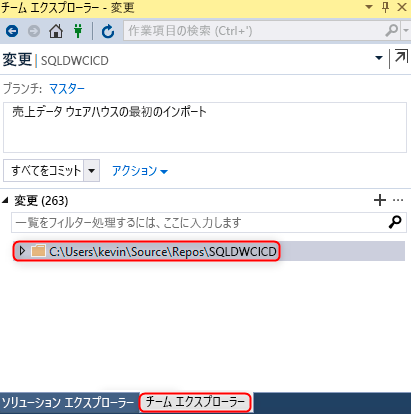 チーム エクスプローラー - 変更
作業項目の検索 (Ctrl+')
変更 | SQLDWCICD
ブランチ: マスター
売上データ ウェアハウスの最初のインポート
すべてをコミット アクション
変更 (263)
一覧をフィルター処理するには、ここに入力します
C:\Users\kevin\Source\Repos\SQLDWCICD
ソリューション エクスプローラー チーム エクスプローラー